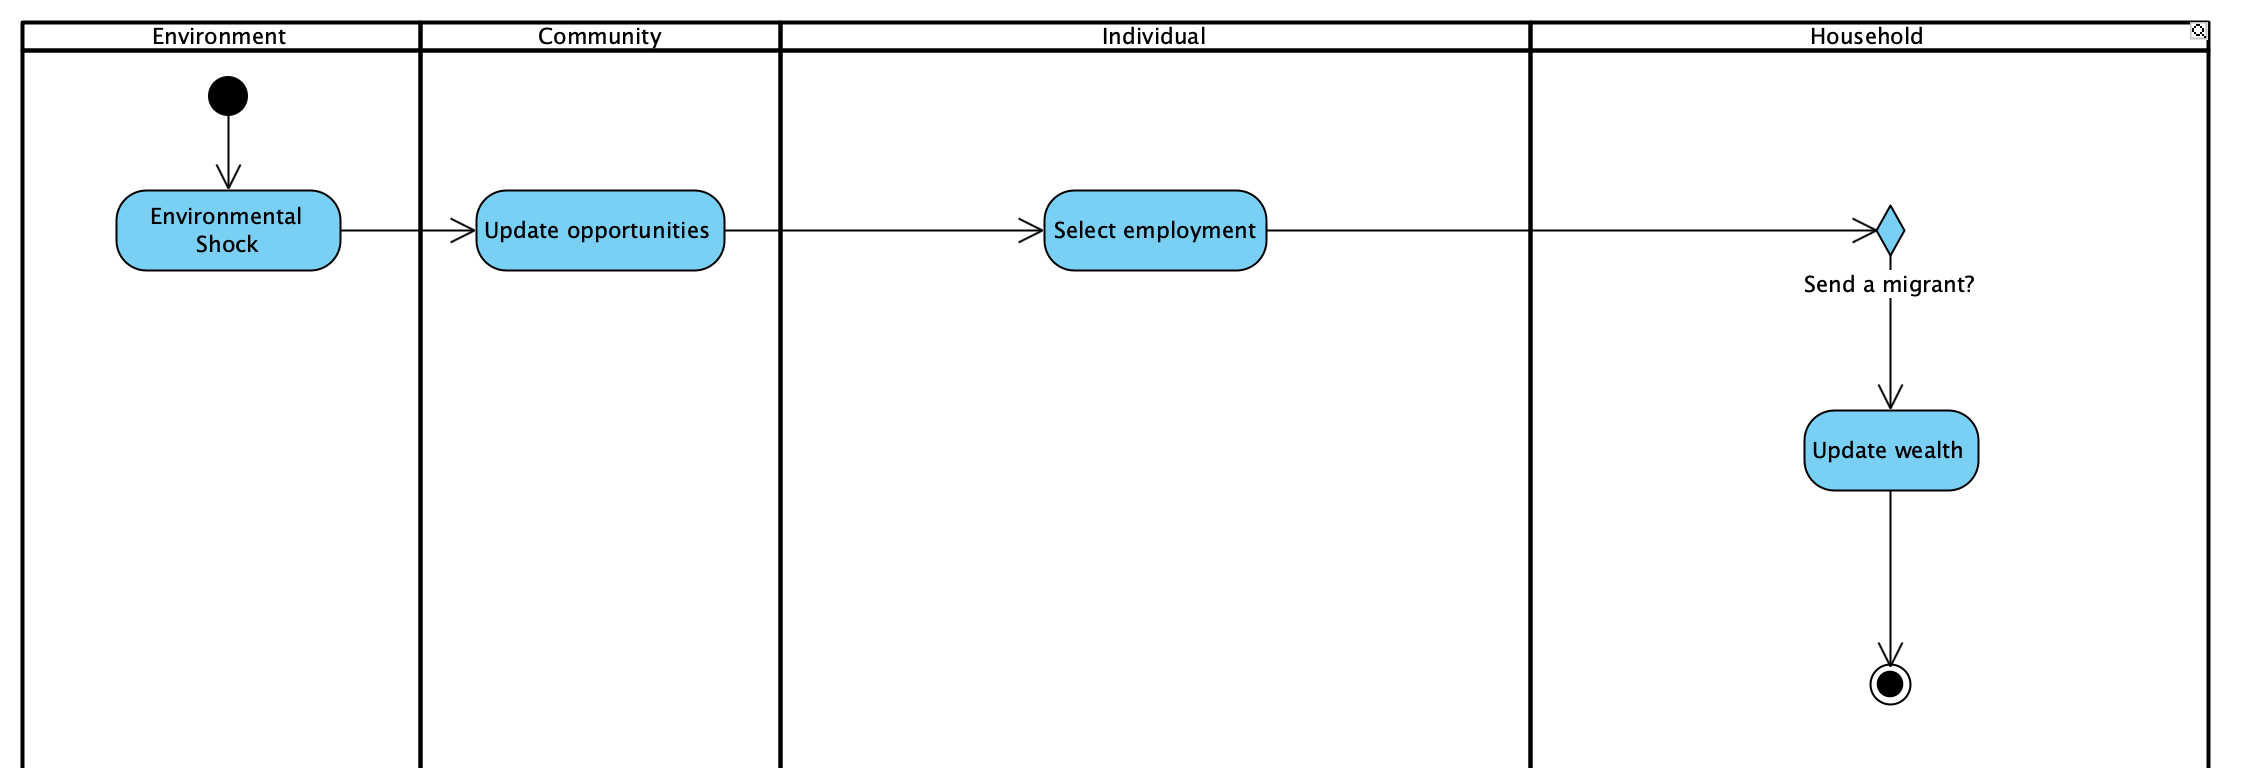 Environment
Community
Individual
Household
Environmental
Shock
Update opportunities
Select employment
Send a migrant?
Update wealth